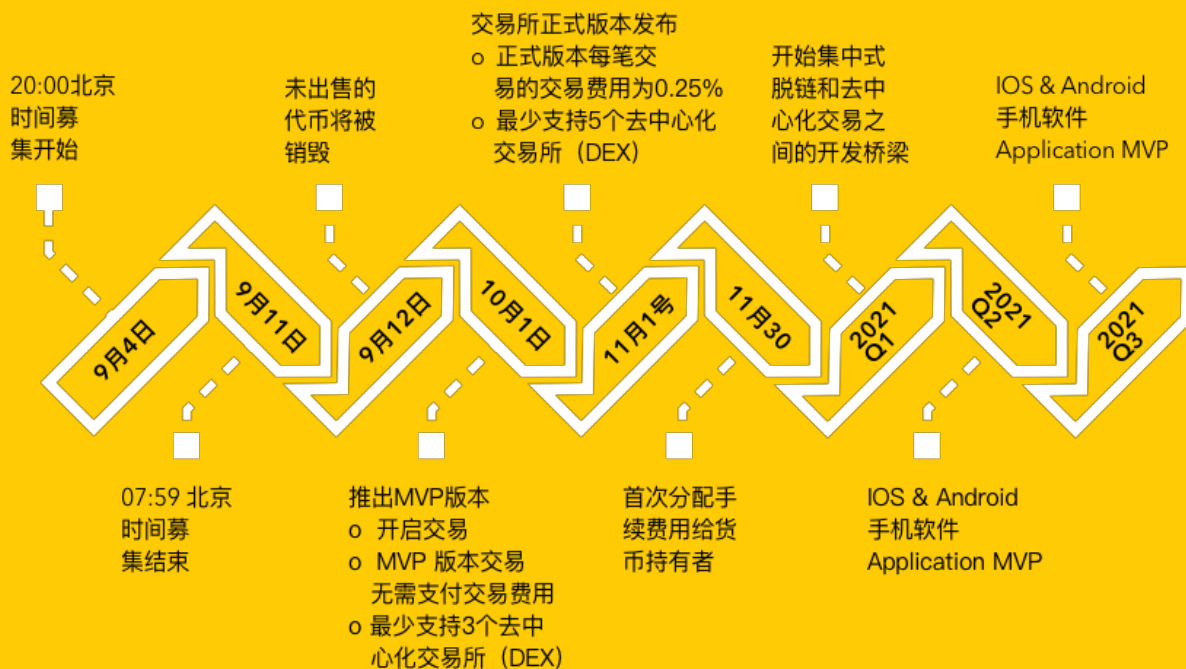 20:00北京
时间募
集开始
未出售的
代币将被
销毁
交易所正式版本发布
o 正式版本每笔交
易的交易费用为0.25%
o 最少支持5个去中心化
交易所（DEX）
开始集中式
脱链和去中
心化交易之
间的开发桥梁
IOS & Android
手机软件
Application MVP
9月4日
9月11日
9月12日
10月1日
11月1号
11月30
2021
Q1
2021
Q2
2021
Q3
07:59 北京
时间募
集结束
推出MVP版本
o 开启交易
o MVP 版本交易
无需支付交易费用
o 最少支持3个去中
心化交易所（DEX）
首次分配手
续费用给货
币持有者
IOS & Android
手机软件
Application MVP